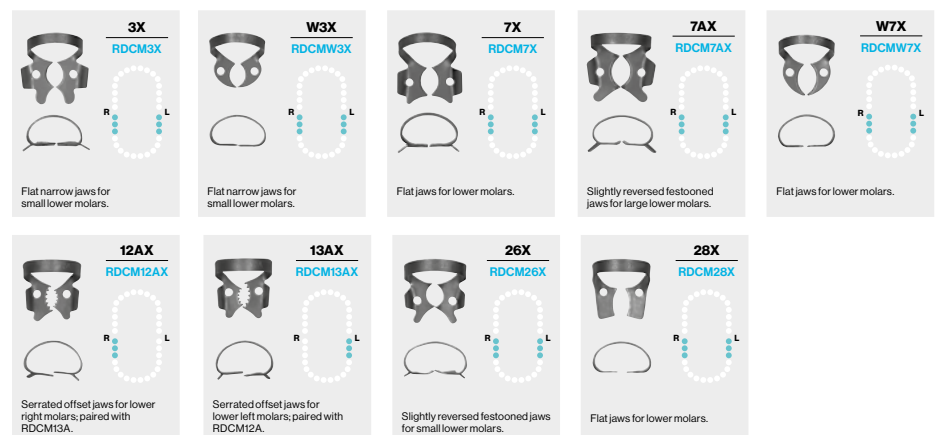 3X
RDCM3X
R L
Flat narrow jaws for
small lower molars.
W3X
RDCMW3X
R L
Flat narrow jaws for
small lower molars.
7X
RDCM7X
R L
Flat jaws for lower molars.
7AX
RDCM7AX
R L
Slightly reversed festooned
jaws for large lower molars.
W7X
RDCMW7X
R L
Flat jaws for lower molars.
12AX
RDCM12AX
R L
Serrated offset jaws for lower
right molars; paired with
RDCM13A.
13AX
RDCM13AX
R L
Serrated offset jaws for
lower left molars; paired with
RDCM12A.
26X
RDCM26X
R L
Slightly reversed festooned jaws
for small lower molars.
28X
RDCM28X
R L
Flat jaws for lower molars.